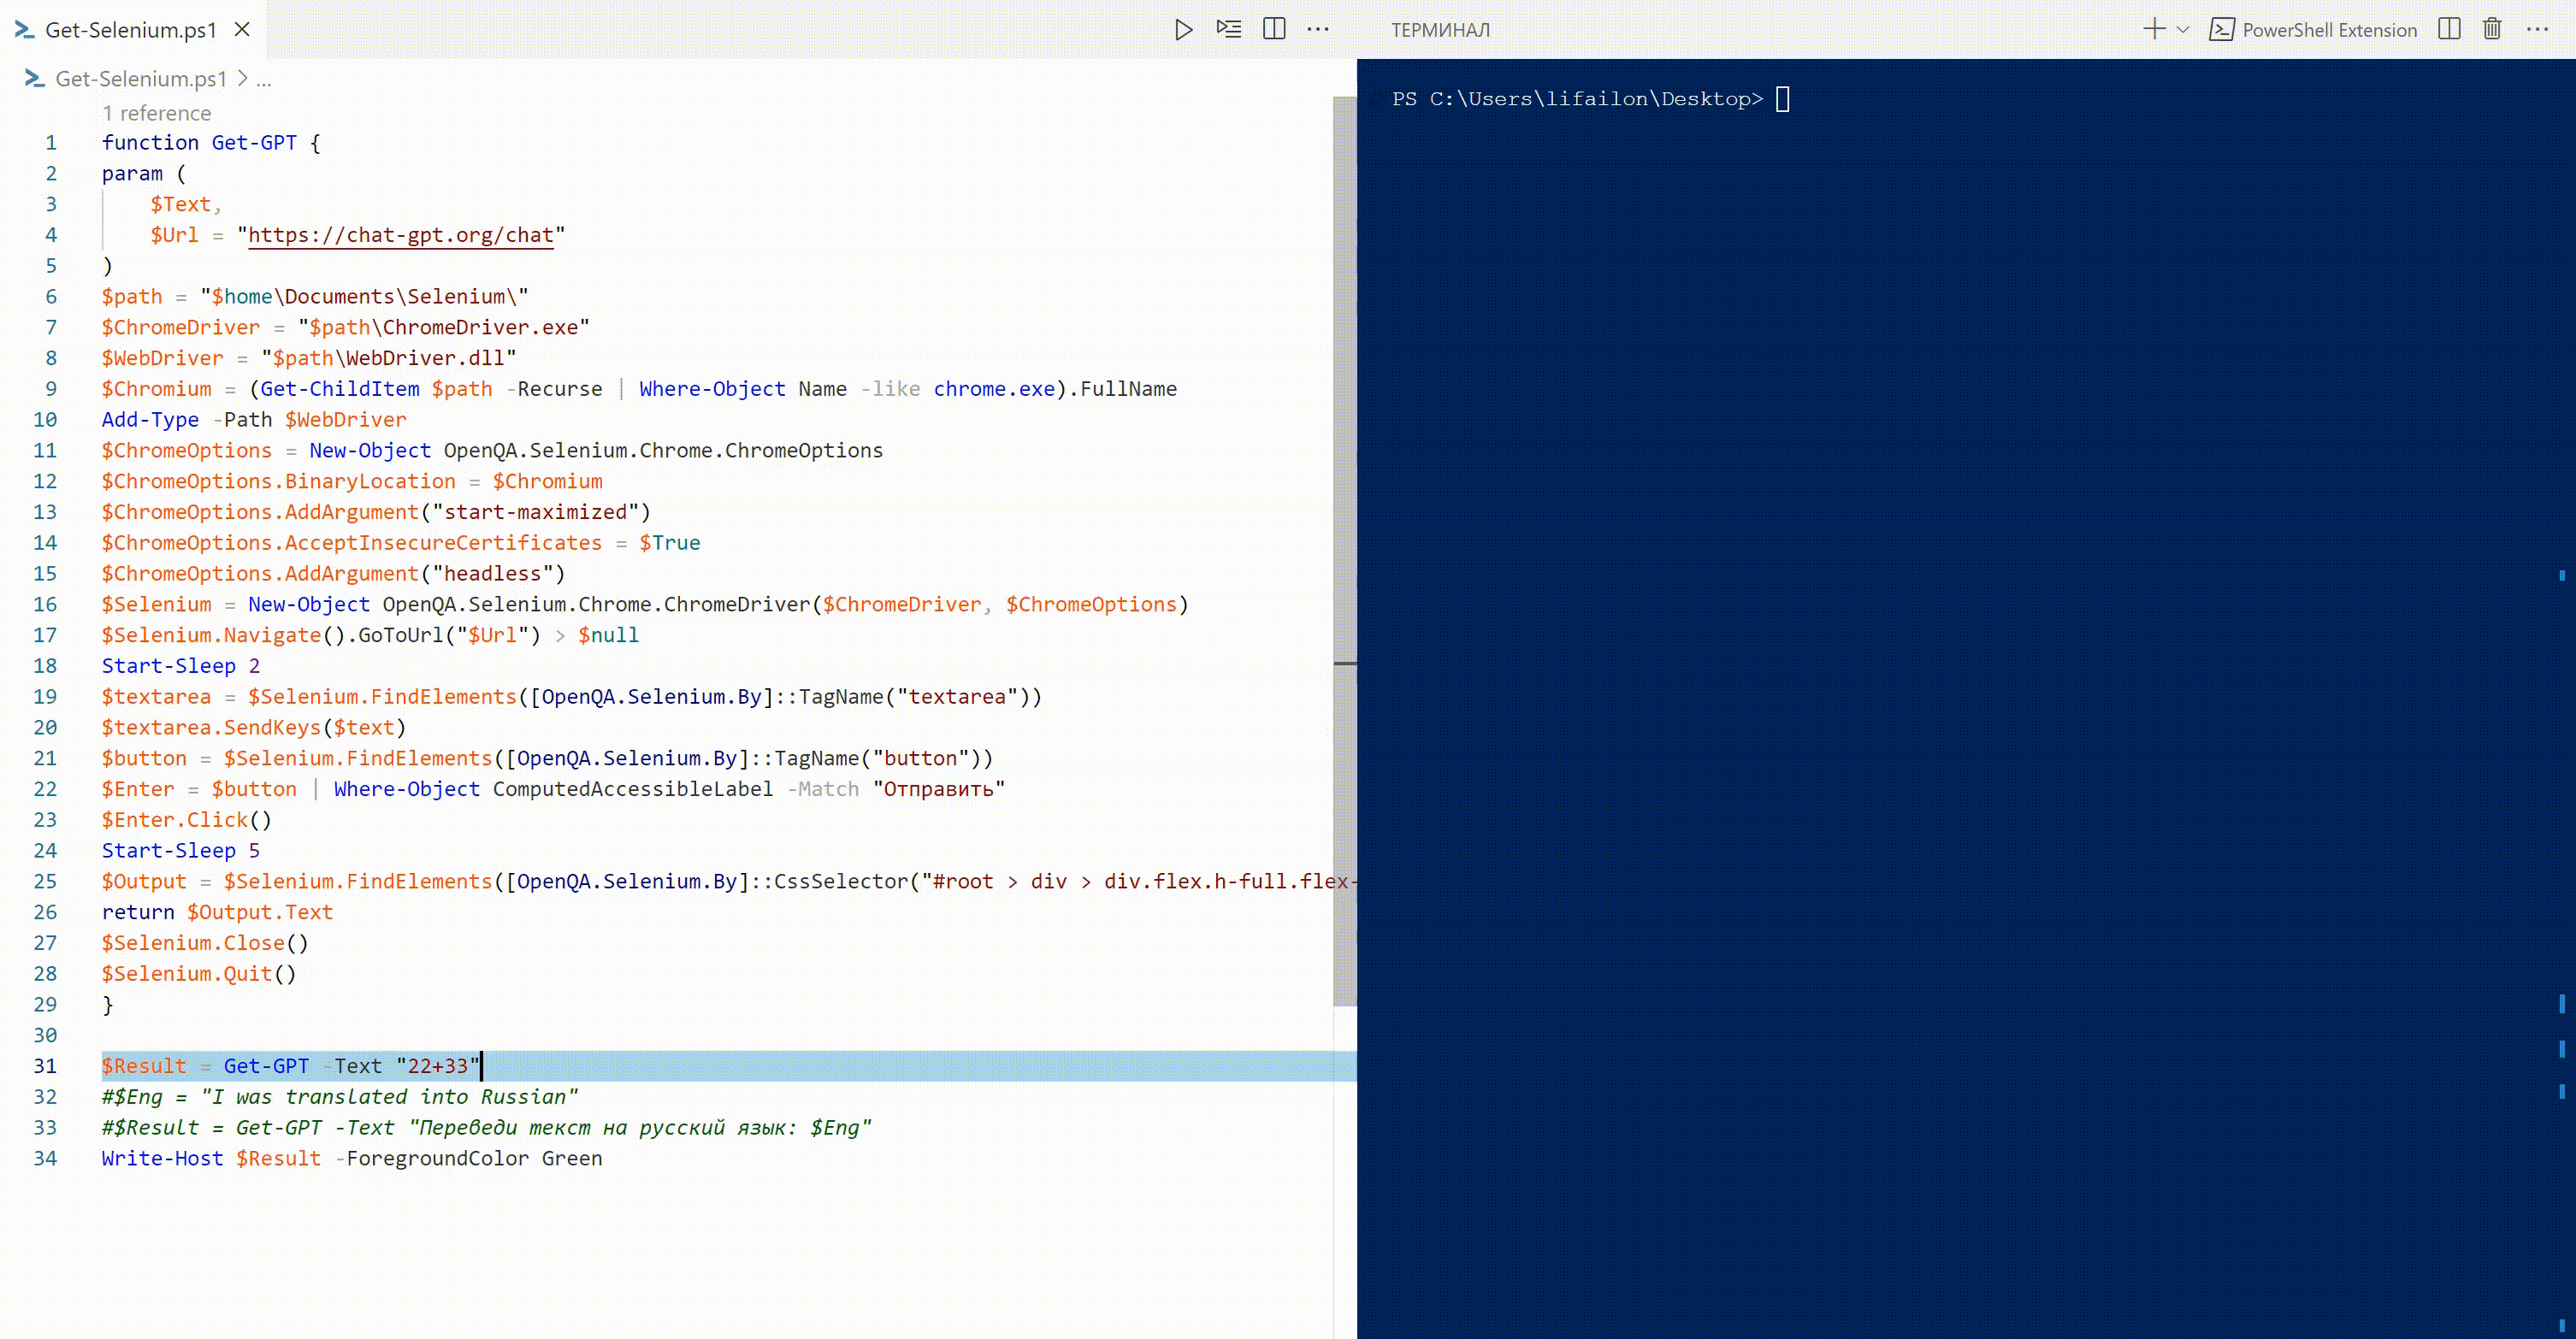 Get-Selenium.ps1
ТЕРМИНАЛ
PowerShell Extension
Get-Selenium.ps1 > ...
1 reference
1 function Get-GPT {
2 param (
3     $Text,
4     $Url = "https://chat-gpt.org/chat"
5 )
6 $path = "$home\Documents\Selenium\"
7 $ChromeDriver = "$path\ChromeDriver.exe"
8 $WebDriver = "$path\WebDriver.dll"
9 $Chromium = (Get-ChildItem $path -Recurse | Where-Object Name -like chrome.exe).FullName
10 Add-Type -Path $WebDriver
11 $ChromeOptions = New-Object OpenQA.Selenium.Chrome.ChromeOptions
12 $ChromeOptions.BinaryLocation = $Chromium
13 $ChromeOptions.AddArgument("start-maximized")
14 $ChromeOptions.AcceptInsecureCertificates = $True
15 $ChromeOptions.AddArgument("headless")
16 $Selenium = New-Object OpenQA.Selenium.Chrome.ChromeDriver($ChromeDriver, $ChromeOptions)
17 $Selenium.Navigate().GoToUrl("$Url") > $null
18 Start-Sleep 2
19 $textarea = $Selenium.FindElements([OpenQA.Selenium.By]::TagName("textarea"))
20 $textarea.SendKeys($text)
21 $button = $Selenium.FindElements([OpenQA.Selenium.By]::TagName("button"))
22 $Enter = $button | Where-Object ComputedAccessibleLabel -Match "Отправить"
23 $Enter.Click()
24 Start-Sleep 5
25 $Output = $Selenium.FindElements([OpenQA.Selenium.By]::CssSelector("#root > div > div.flex.h-full.flex-
26 return $Output.Text
27 $Selenium.Close()
28 $Selenium.Quit()
29 }
30
31 $Result = Get-GPT -Text "22+33"
32 #$Eng = "I was translated into Russian"
33 #$Result = Get-GPT -Text "Переведи текст на русский язык: $Eng"
34 Write-Host $Result -ForegroundColor Green
PS C:\Users\lifailon\Desktop>